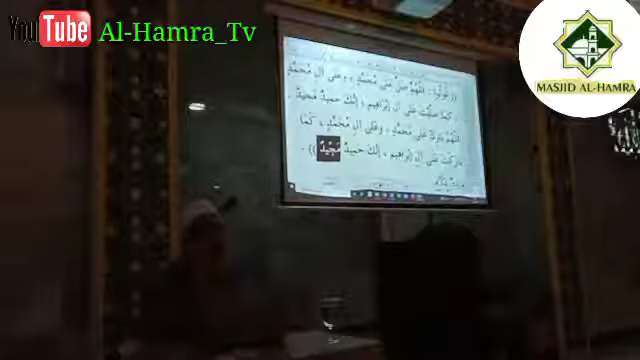 YouTube Al-Hamra_Tv
MASJID AL-HAMRA
(( قولوا : اللهم صل على محمد ، وعلى آل محمد
كما صليت على آل إبراهيم ، إنك حميد مجيد ،
اللهم بارك على محمد ، وعلى آل محمد ، كما
باركت على آل إبراهيم ، إنك حميد مجيد )) .